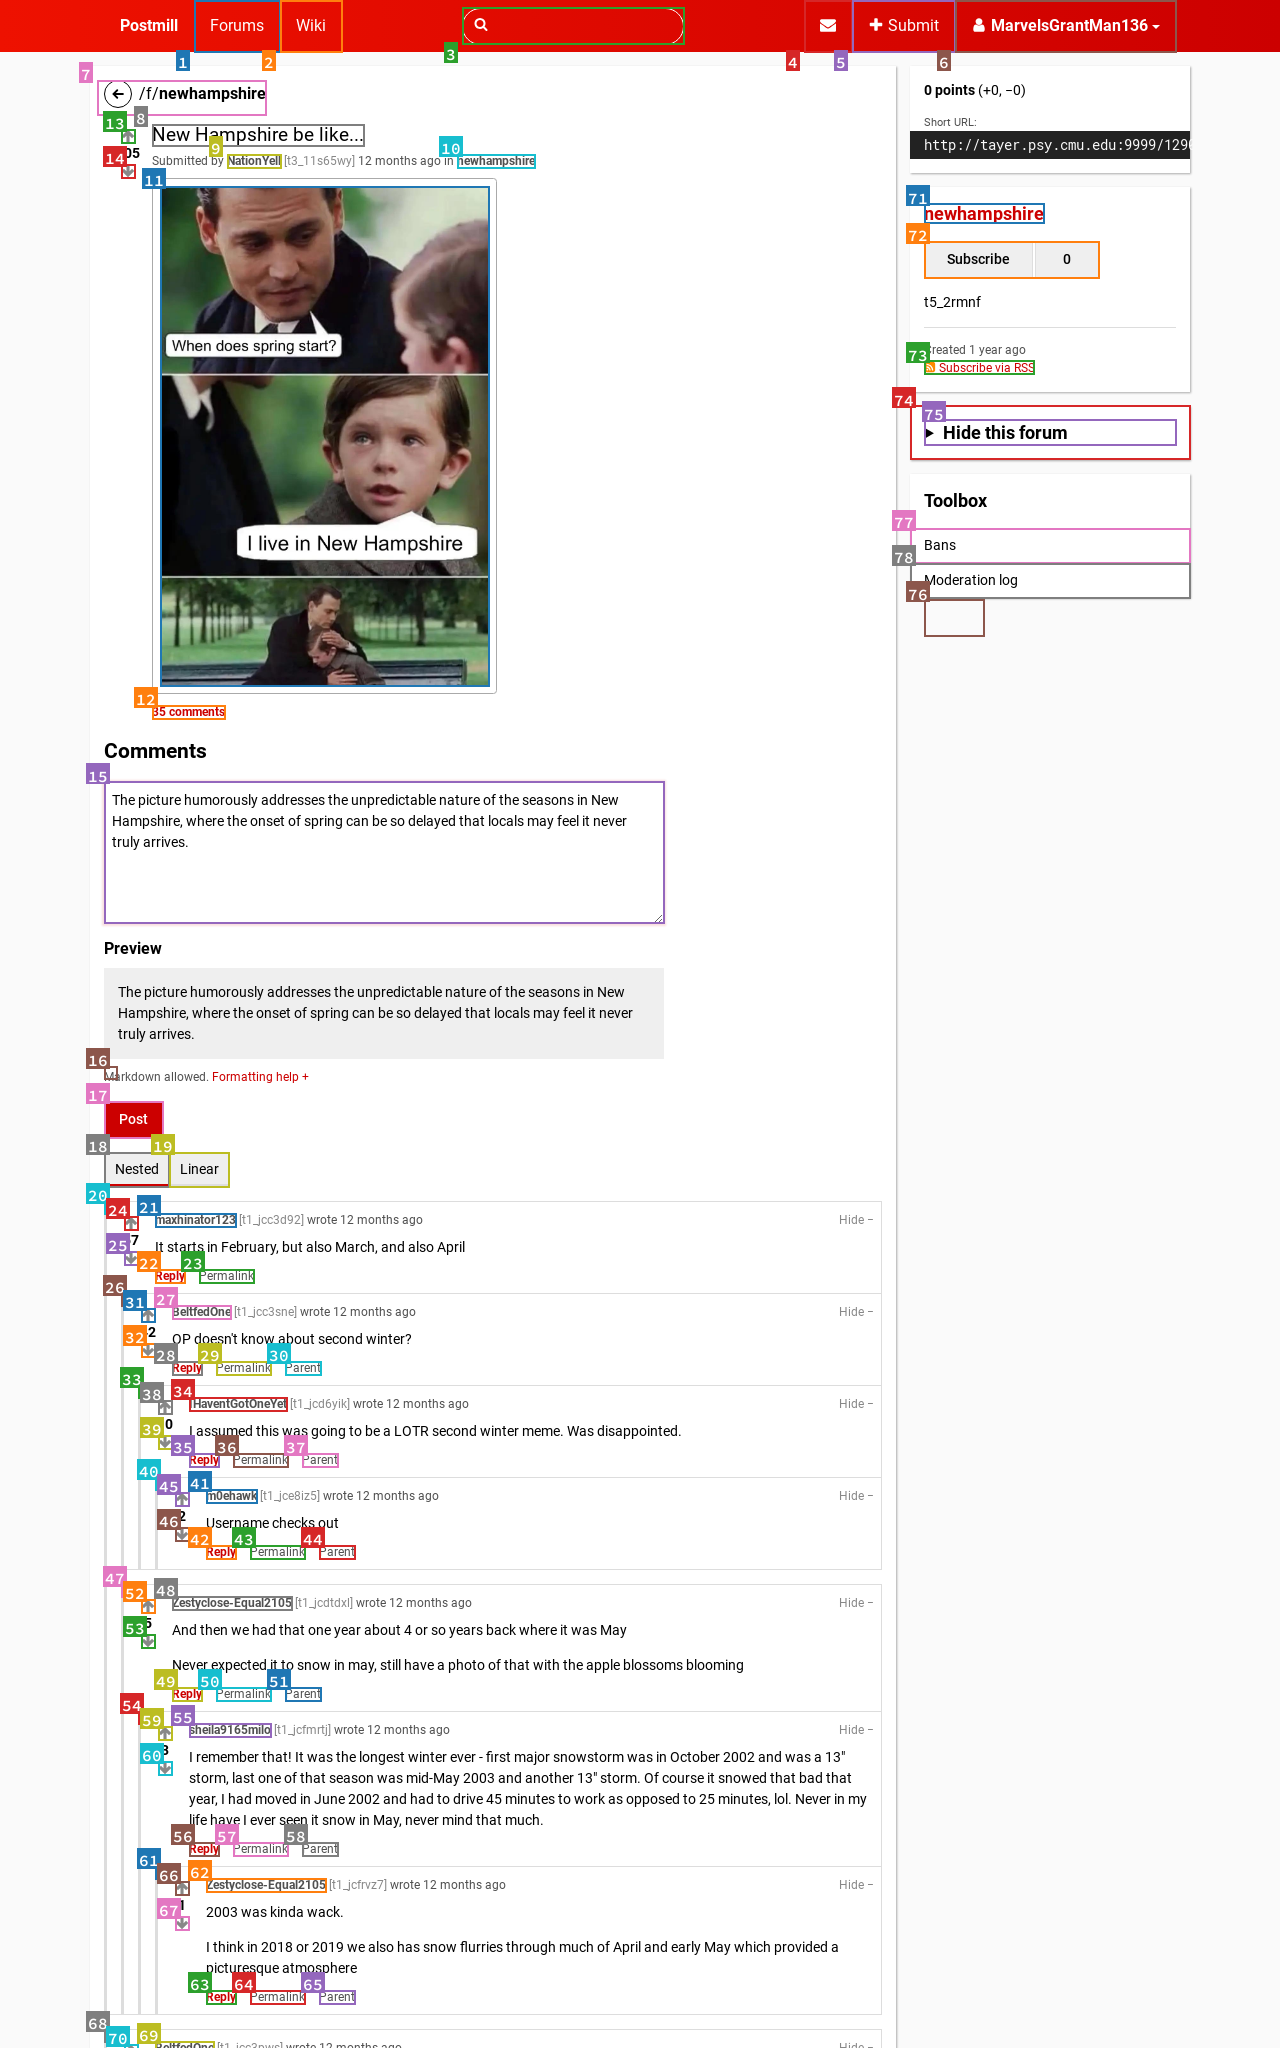 Postmill
Forums
Wiki
Submit
MarvelsGrantMan136
1
2
3
4
5
6
7
/f/newhampshire
8
13
New Hampshire be like...
14
05
9
10
Submitted by NationYell [t3_11s65wy] 12 months ago in newhampshire
11
When does spring start?
I live in New Hampshire
12
35 comments
Comments
15
The picture humorously addresses the unpredictable nature of the seasons in New
Hampshire, where the onset of spring can be so delayed that locals may feel it never
truly arrives.
Preview
The picture humorously addresses the unpredictable nature of the seasons in New
Hampshire, where the onset of spring can be so delayed that locals may feel it never
truly arrives.
16
Markdown allowed. Formatting help +
17
Post
18
19
Nested
Linear
20
24
21
maxhinator123 [t1_jcc3d92] wrote 12 months ago
Hide −
25
7
It starts in February, but also March, and also April
22
23
Reply
Permalink
26
31
27
BeltfedOne [t1_jcc3sne] wrote 12 months ago
Hide −
32
2
OP doesn't know about second winter?
28
29
30
Reply
Permalink
Parent
33
38
34
IHaventGotOneYet [t1_jcd6yik] wrote 12 months ago
Hide −
39
0
I assumed this was going to be a LOTR second winter meme. Was disappointed.
35
36
37
Reply
Permalink
Parent
40
45
41
m0ehawk [t1_jce8iz5] wrote 12 months ago
Hide −
46
2
Username checks out
42
43
44
Reply
Permalink
Parent
47
52
48
Zestyclose-Equal2105 [t1_jcdtdxl] wrote 12 months ago
Hide −
53
5
And then we had that one year about 4 or so years back where it was May
Never expected it to snow in may, still have a photo of that with the apple blossoms blooming
49
50
51
Reply
Permalink
Parent
54
59
55
sheila9165milo [t1_jcfmrtj] wrote 12 months ago
Hide −
60
3
I remember that! It was the longest winter ever - first major snowstorm was in October 2002 and was a 13"
storm, last one of that season was mid-May 2003 and another 13" storm. Of course it snowed that bad that
year, I had moved in June 2002 and had to drive 45 minutes to work as opposed to 25 minutes, lol. Never in my
life have I ever seen it snow in May, never mind that much.
56
57
58
Reply
Permalink
Parent
61
66
62
Zestyclose-Equal2105 [t1_jcfrvz7] wrote 12 months ago
Hide −
67
1
2003 was kinda wack.
I think in 2018 or 2019 we also has snow flurries through much of April and early May which provided a
picturesque atmosphere
63
64
65
Reply
Permalink
Parent
68
70
69
BeltfedOne [t1_jcc3pws] wrote 12 months ago
Hide −
0 points (+0, −0)
Short URL:
http://tayer.psy.cmu.edu:9999/129
71
newhampshire
72
Subscribe
0
t5_2rmnf
73
Created 1 year ago
Subscribe via RSS
74
75
Hide this forum
Toolbox
77
Bans
78
Moderation log
76